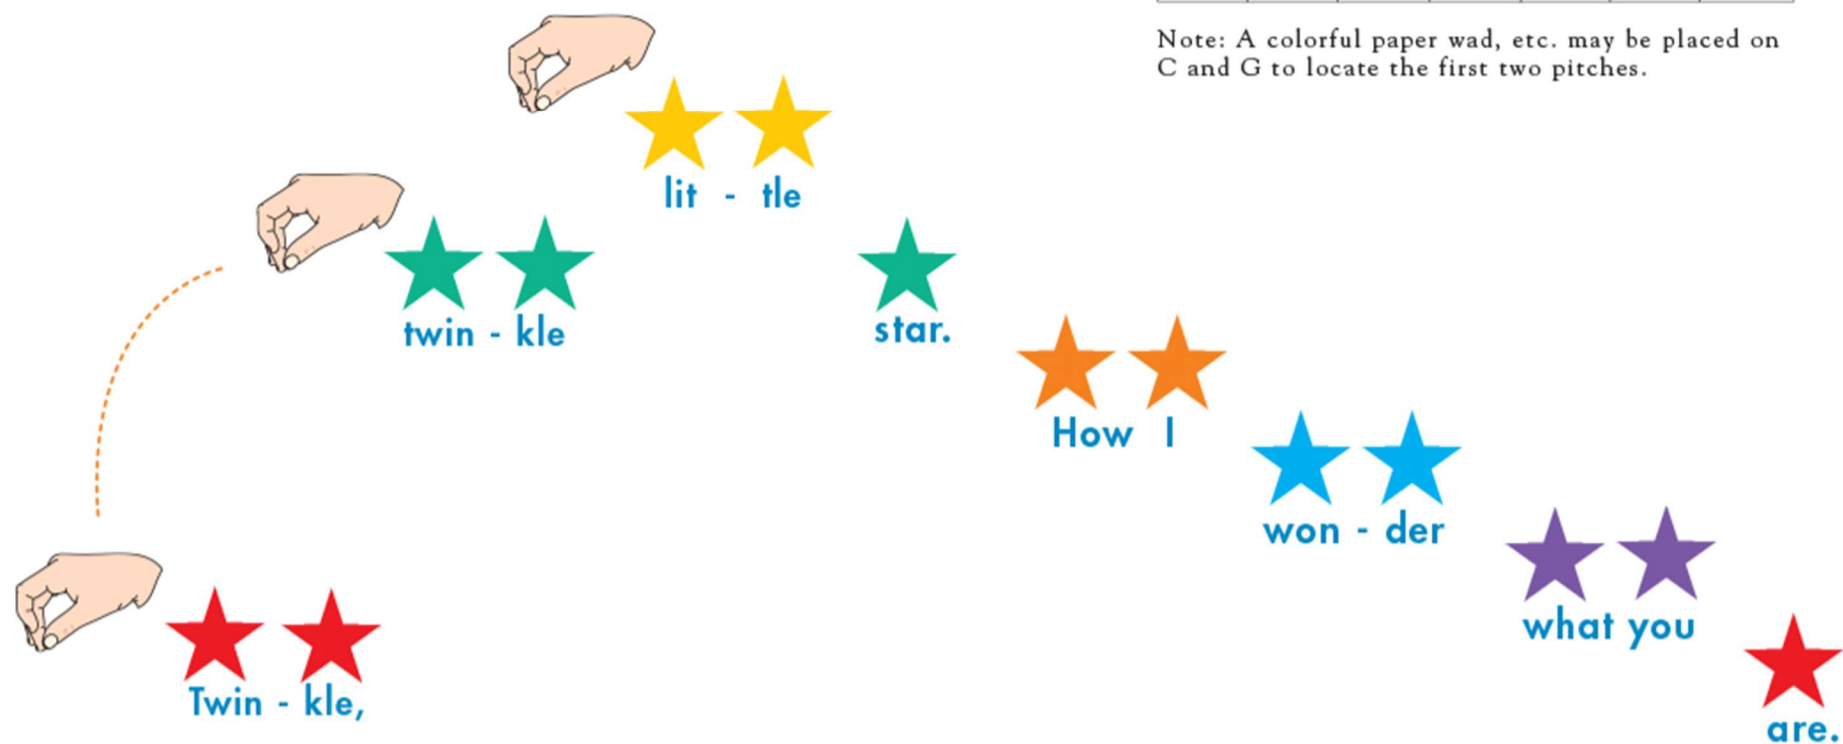 Note: A colorful paper wad, etc. may be placed on
C and G to locate the first two pitches.
Twin - kle,
twin - kle
lit - tle
star.
How I
won - der
what you
are.